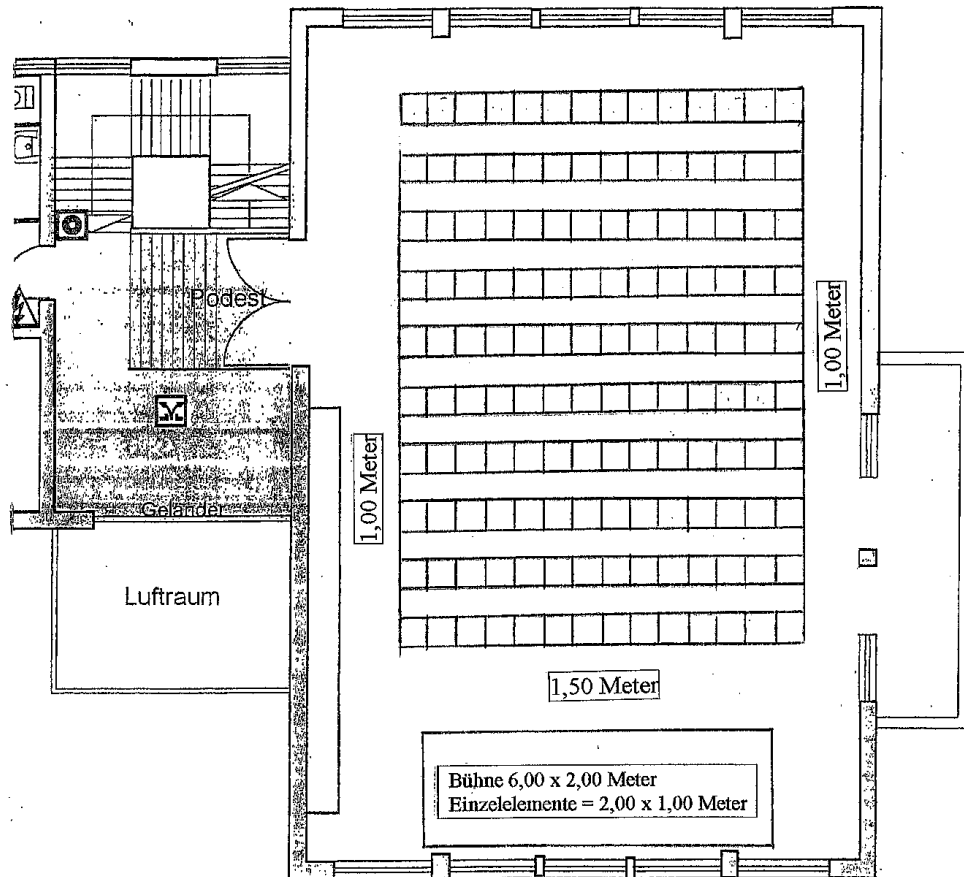 Podest
1,00 Meter
1,00 Meter
Geländer
Luftraum
1,50 Meter
Bühne 6,00 x 2,00 Meter
Einzelelemente = 2,00 x 1,00 Meter